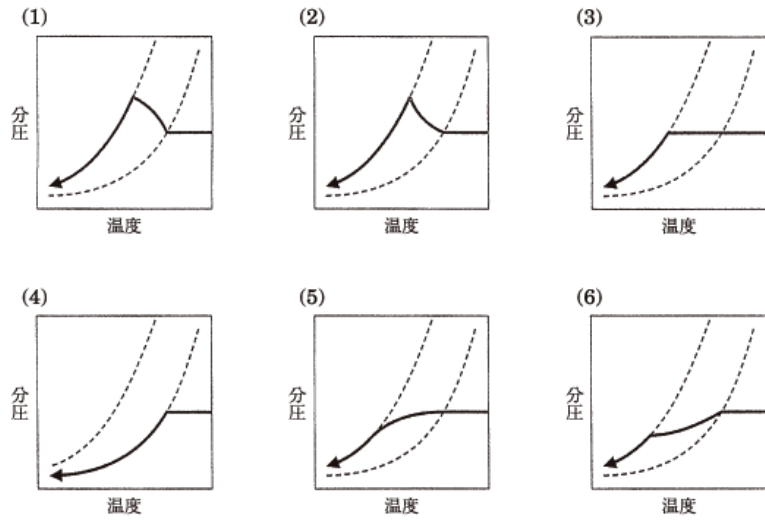 (1) (2) (3)
分圧 分圧 分圧
温度 温度 温度
(4) (5) (6)
分圧 分圧 分圧
温度 温度 温度